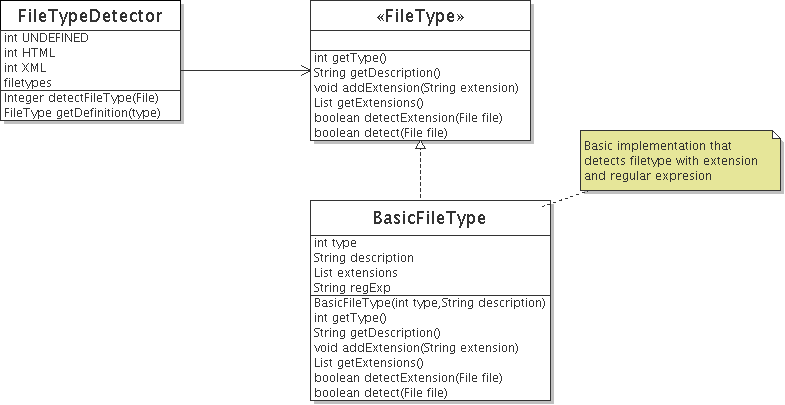 FileTypeDetector
int UNDEFINED
int HTML
int XML
filetypes
Integer detectFileType(File)
FileType getDefinition(type)
«FileType»
int getType()
String getDescription()
void addExtension(String extension)
List getExtensions()
boolean detectExtension(File file)
boolean detect(File file)
Basic implementation that
detects filetype with extension
and regular expresion
BasicFileType
int type
String description
List extensions
String regExp
BasicFileType(int type,String description)
int getType()
String getDescription()
void addExtension(String extension)
List getExtensions()
boolean detectExtension(File file)
boolean detect(File file)